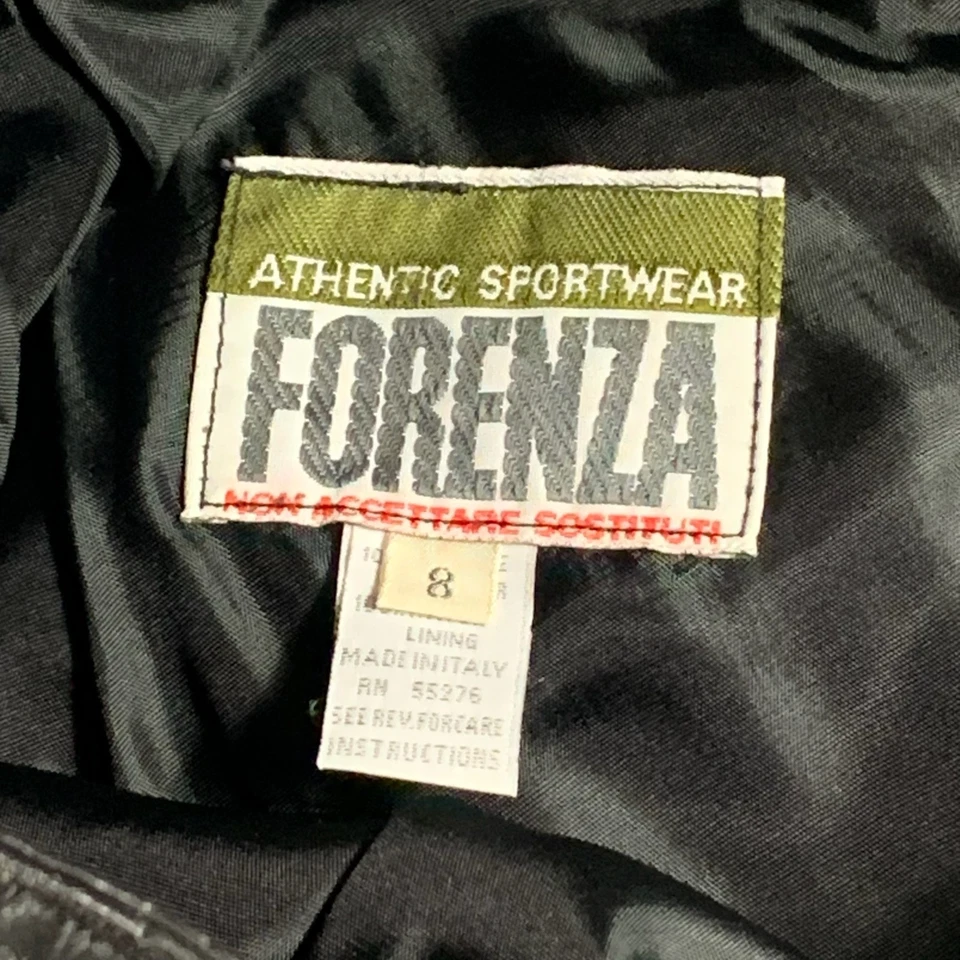 ATHENTIC SPORTWEAR
FORENZA
NON ACCETTARE SOSTITUTI
8
LINING
MADE IN ITALY
RN 55276
SEE REV. FOR CARE
INSTRUCTIONS